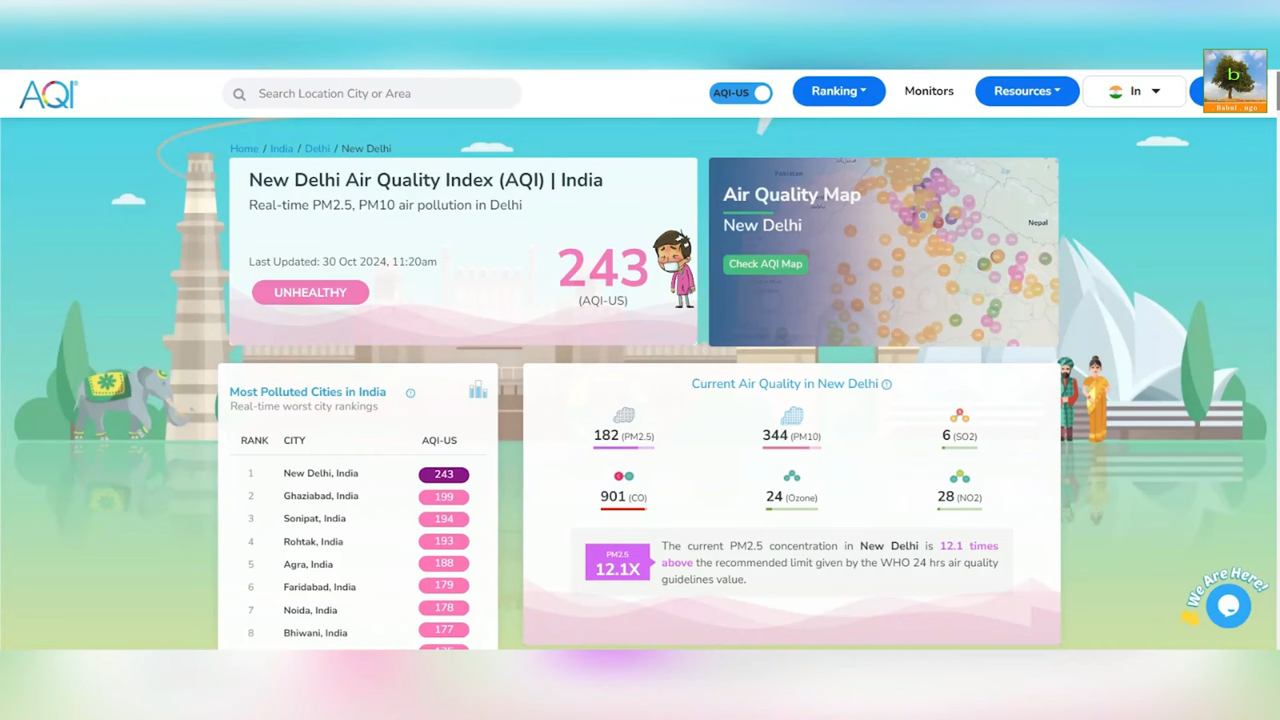 AQI
Search Location City or Area
AQI-US
Ranking
Monitors
Resources
In
b
. Babul . ogo
Home / India / Delhi / New Delhi
New Delhi Air Quality Index (AQI) | India
Real-time PM2.5, PM10 air pollution in Delhi
Last Updated: 30 Oct 2024, 11:20am
UNHEALTHY
243
(AQI-US)
Air Quality Map
New Delhi
Check AQI Map
Nepal
Most Polluted Cities in India
Real-time worst city rankings
RANK CITY AQI-US
1 New Delhi, India 243
2 Ghaziabad, India 199
3 Sonipat, India 194
4 Rohtak, India 193
5 Agra, India 188
6 Faridabad, India 179
7 Noida, India 178
8 Bhiwani, India 177
Current Air Quality in New Delhi
182 (PM2.5) 344 (PM10) 6 (SO2)
901 (CO) 24 (Ozone) 28 (NO2)
PM2.5
12.1X
The current PM2.5 concentration in New Delhi is 12.1 times
above the recommended limit given by the WHO 24 hrs air quality
guidelines value.
We Are Here!